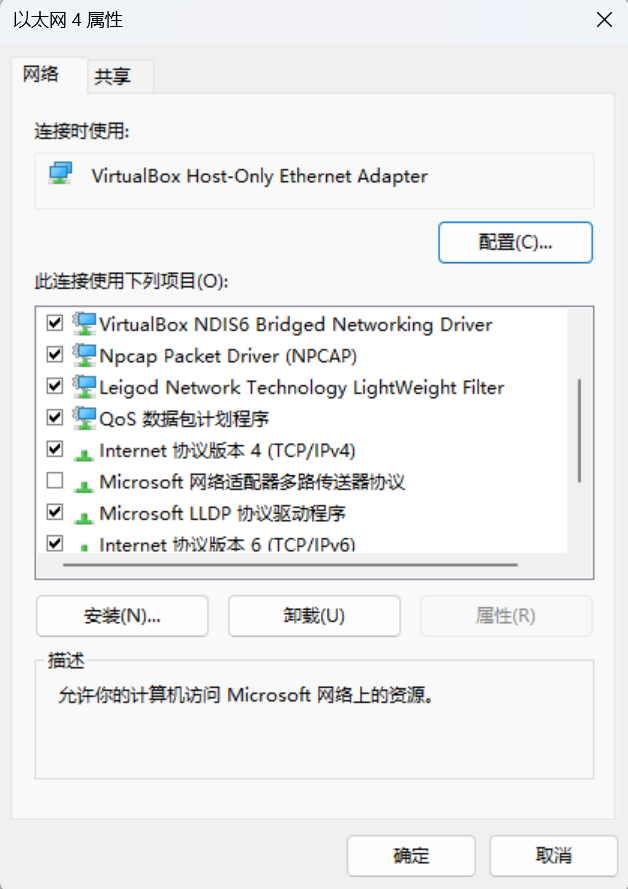 以太网 4 属性
网络
共享
连接时使用:
VirtualBox Host-Only Ethernet Adapter
配置(C)...
此连接使用下列项目(O):
VirtualBox NDIS6 Bridged Networking Driver
Npcap Packet Driver (NPCAP)
Leigod Network Technology LightWeight Filter
QoS 数据包计划程序
Internet 协议版本 4 (TCP/IPv4)
Microsoft 网络适配器多路传送器协议
Microsoft LLDP 协议驱动程序
Internet 协议版本 6 (TCP/IPv6)
安装(N)...
卸载(U)
属性(R)
描述
允许你的计算机访问 Microsoft 网络上的资源。
确定
取消